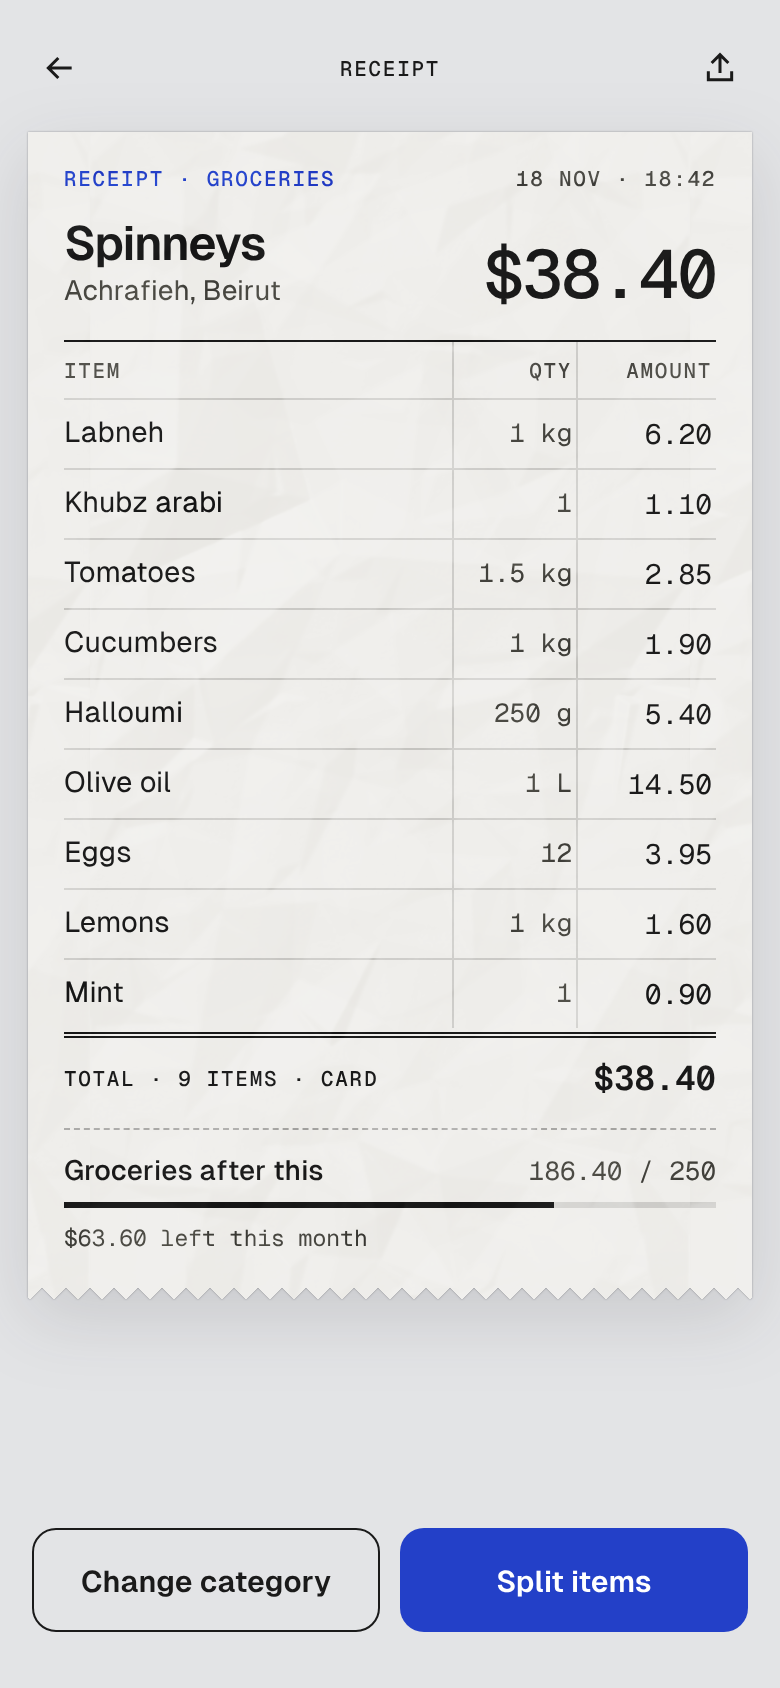 RECEIPT
RECEIPT · GROCERIES 18 NOV · 18:42
Spinneys
Achrafieh, Beirut $38.40
ITEM QTY AMOUNT
Labneh 1 kg 6.20
Khubz arabi 1 1.10
Tomatoes 1.5 kg 2.85
Cucumbers 1 kg 1.90
Halloumi 250 g 5.40
Olive oil 1 L 14.50
Eggs 12 3.95
Lemons 1 kg 1.60
Mint 1 0.90
TOTAL · 9 ITEMS · CARD $38.40
Groceries after this 186.40 / 250
$63.60 left this month
Change category Split items